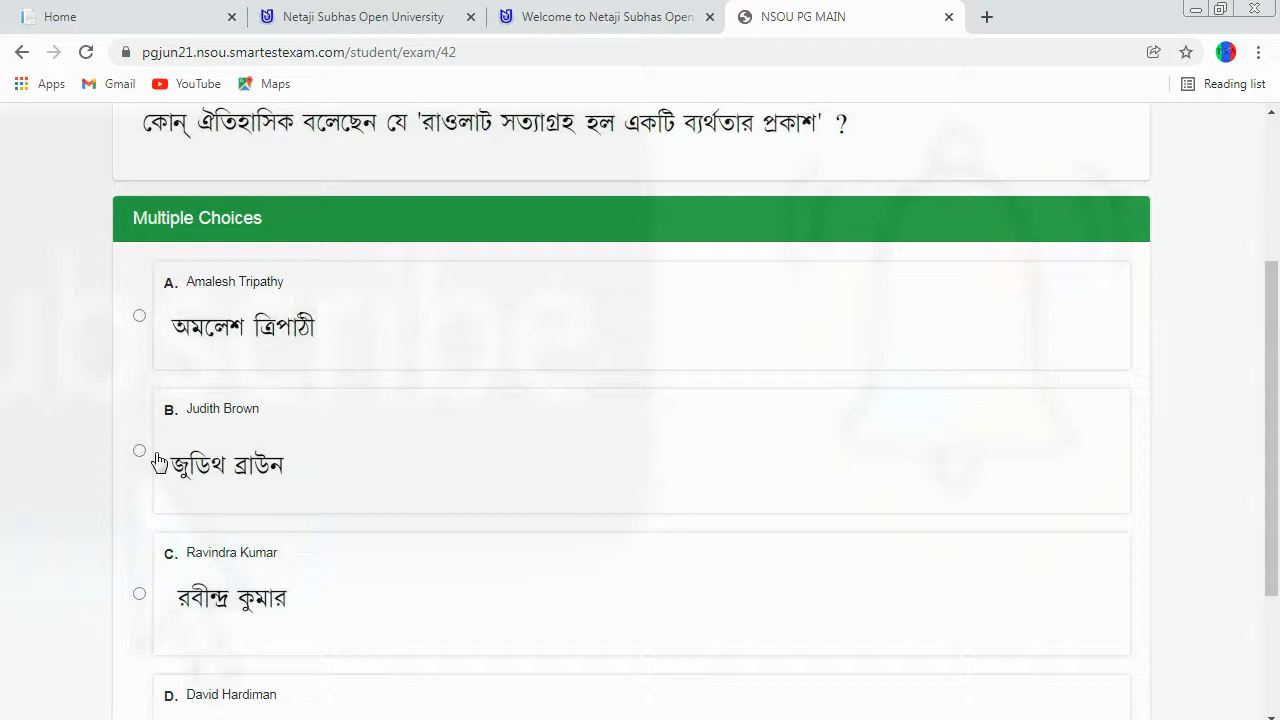 Home
Netaji Subhas Open University
Welcome to Netaji Subhas Open
NSOU PG MAIN
pgjun21.nsou.smartestexam.com/student/exam/42
Apps
Gmail
YouTube
Maps
Reading list
কোন্ ঐতিহাসিক বলেছেন যে 'রাওলাট সত্যাগ্রহ হল একটি ব্যর্থতার প্রকাশ' ?
Multiple Choices
A. Amalesh Tripathy
অমলেশ ত্রিপাঠী
B. Judith Brown
জুডিথ ব্রাউন
C. Ravindra Kumar
রবীন্দ্র কুমার
D. David Hardiman
ubscribe